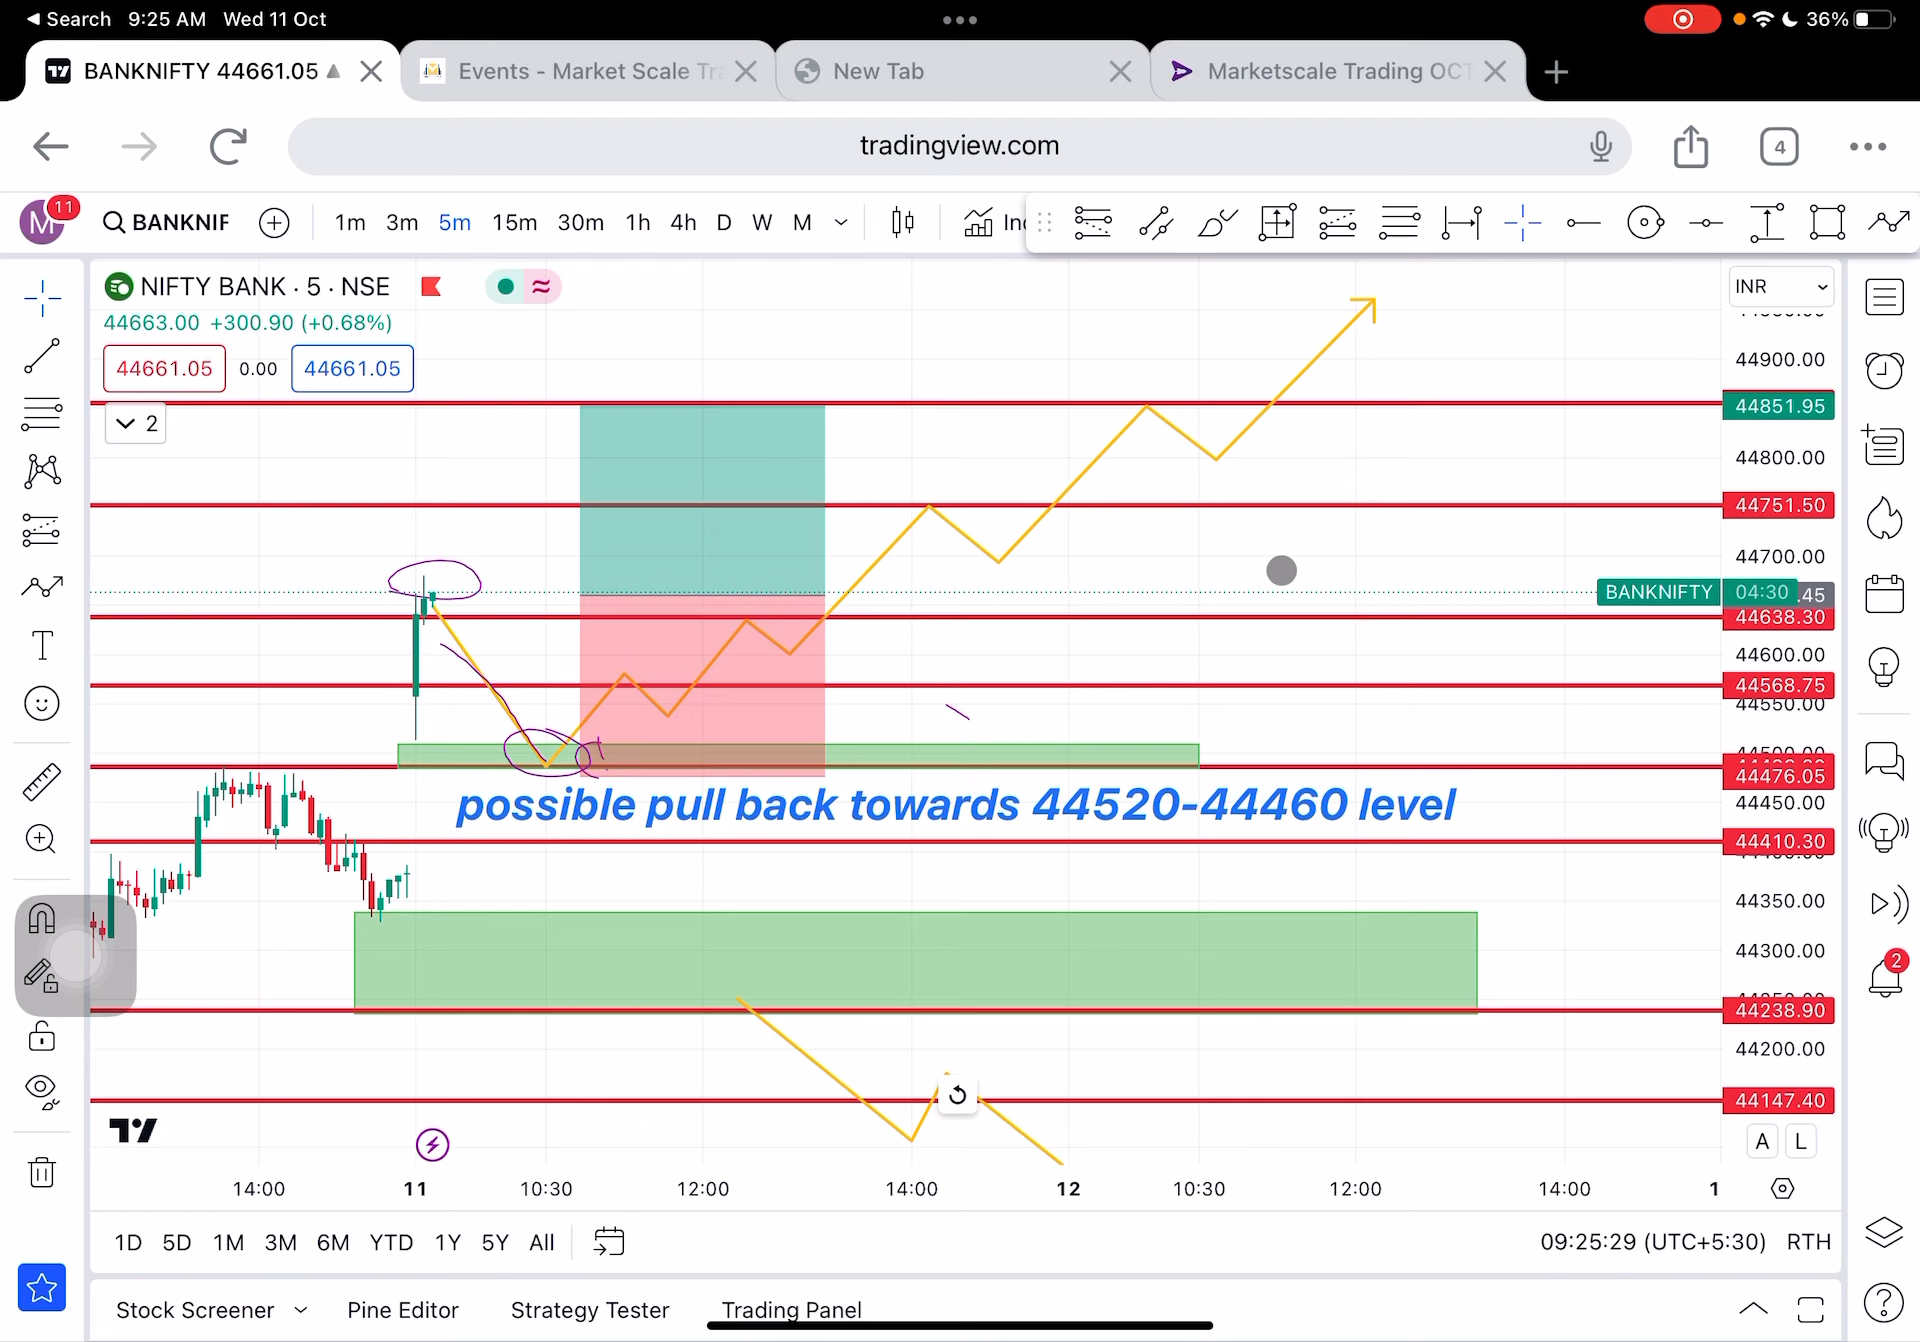 Search 9:25 AM Wed 11 Oct 36%
BANKNIFTY 44661.05 Events - Market Scale Tra New Tab Marketscale Trading OCT
tradingview.com 4
M 11 BANKNIF 1m 3m 5m 15m 30m 1h 4h D W M
NIFTY BANK · 5 · NSE INR
44663.00 +300.90 (+0.68%)
44661.05 0.00 44661.05
2
44900.00
44851.95
44800.00
44751.50
44700.00
BANKNIFTY 04:30 .45
44638.30
44600.00
44568.75
44550.00
44476.05
possible pull back towards 44520-44460 level
44450.00
44410.30
44350.00
44300.00
2
44238.90
44200.00
44147.40
A L
14:00 11 10:30 12:00 14:00 12 10:30 12:00 14:00 1
1D 5D 1M 3M 6M YTD 1Y 5Y All 09:25:29 (UTC+5:30) RTH
Stock Screener Pine Editor Strategy Tester Trading Panel